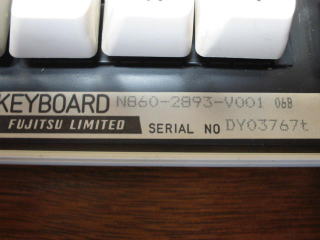 KEYBOARD N860-2893-V001 06B
FUJITSU LIMITED SERIAL NO DY03767t